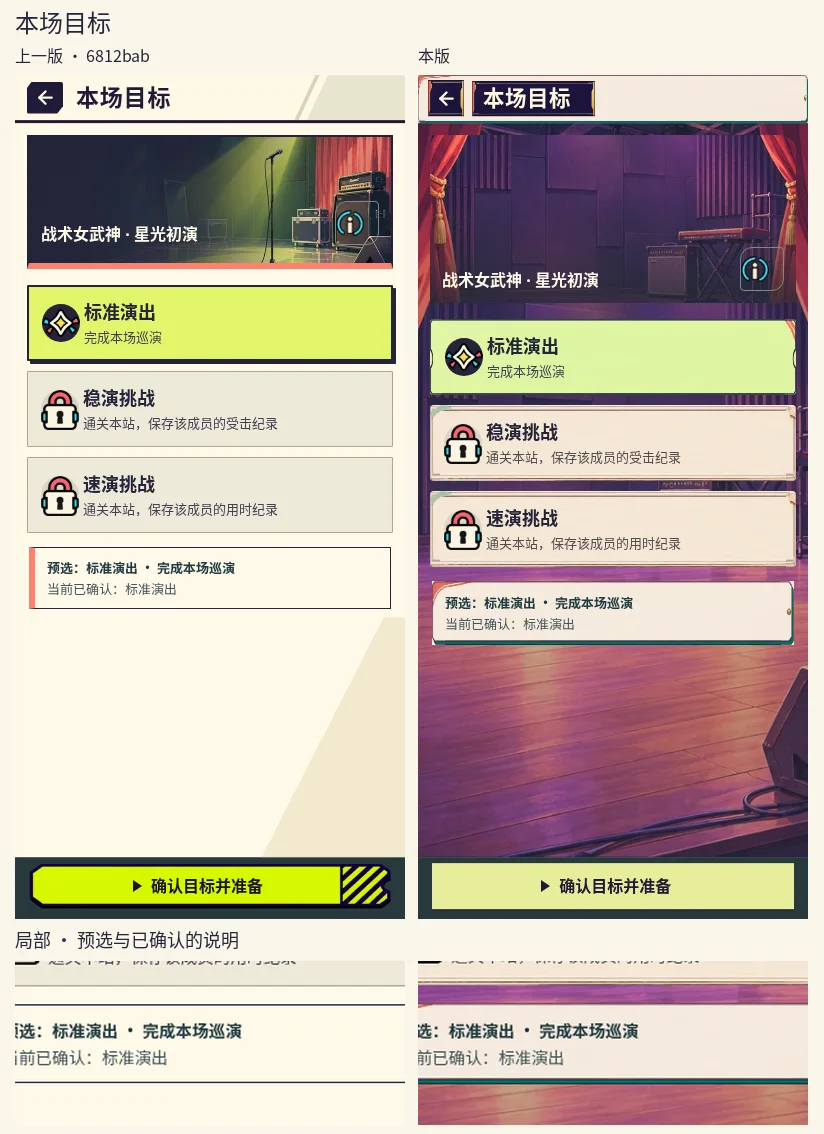 本场目标
上一版 · 6812bab
本版
本场目标
战术女武神 · 星光初演
标准演出
完成本场巡演
稳演挑战
通关本站，保存该成员的受击纪录
速演挑战
通关本站，保存该成员的用时纪录
预选：标准演出 · 完成本场巡演
当前已确认：标准演出
确认目标并准备
本场目标
战术女武神 · 星光初演
标准演出
完成本场巡演
稳演挑战
通关本站，保存该成员的受击纪录
速演挑战
通关本站，保存该成员的用时纪录
预选：标准演出 · 完成本场巡演
当前已确认：标准演出
确认目标并准备
局部 · 预选与已确认的说明
选：标准演出 · 完成本场巡演
前已确认：标准演出
选：标准演出 · 完成本场巡演
前已确认：标准演出